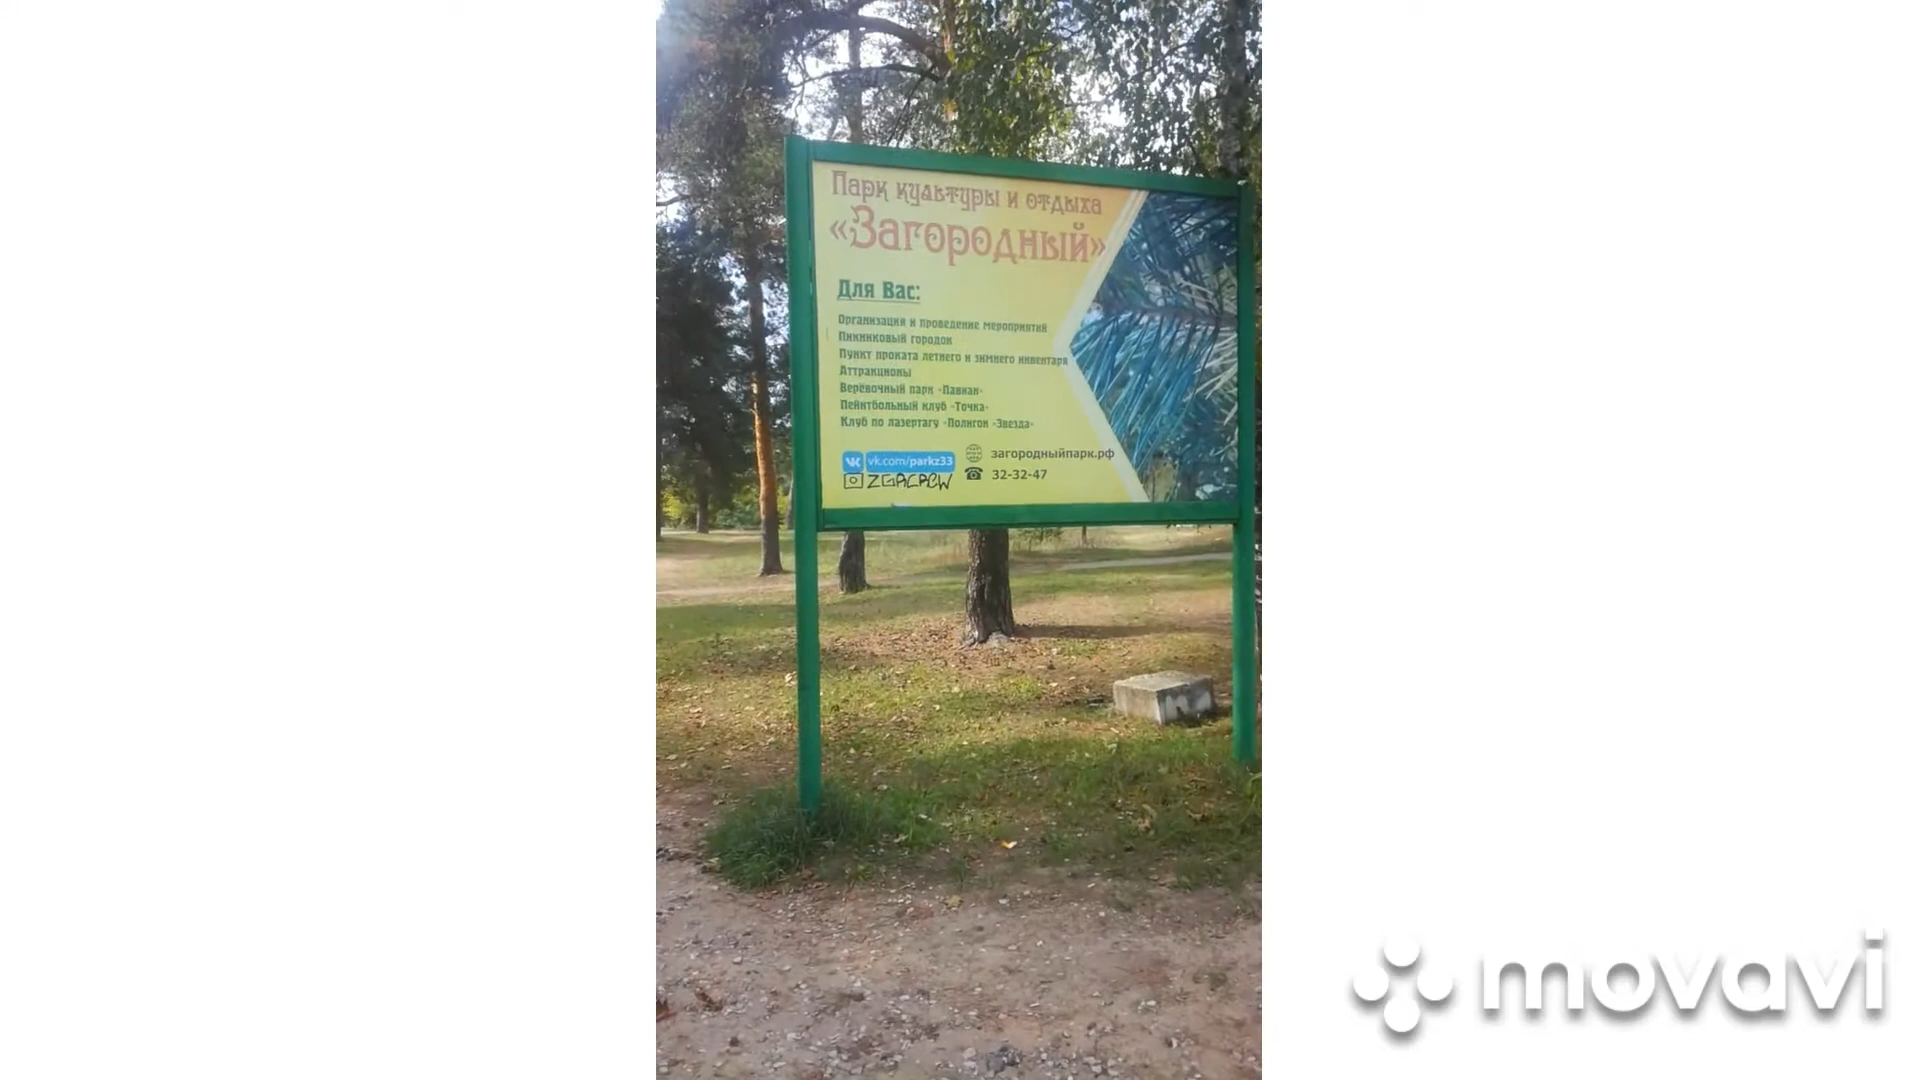 Парк культуры и отдыха
«Загородный»
Для Вас:
Организация и проведение мероприятий
Пикниковый городок
Пункт проката летнего и зимнего инвентаря
Аттракционы
Верёвочный парк «Павиан»
Пейнтбольный клуб «Точка»
Клуб по лазертагу «Полигон «Звезда»
vk.com/parkz33
загородныйпарк.рф
32-32-47
movavi